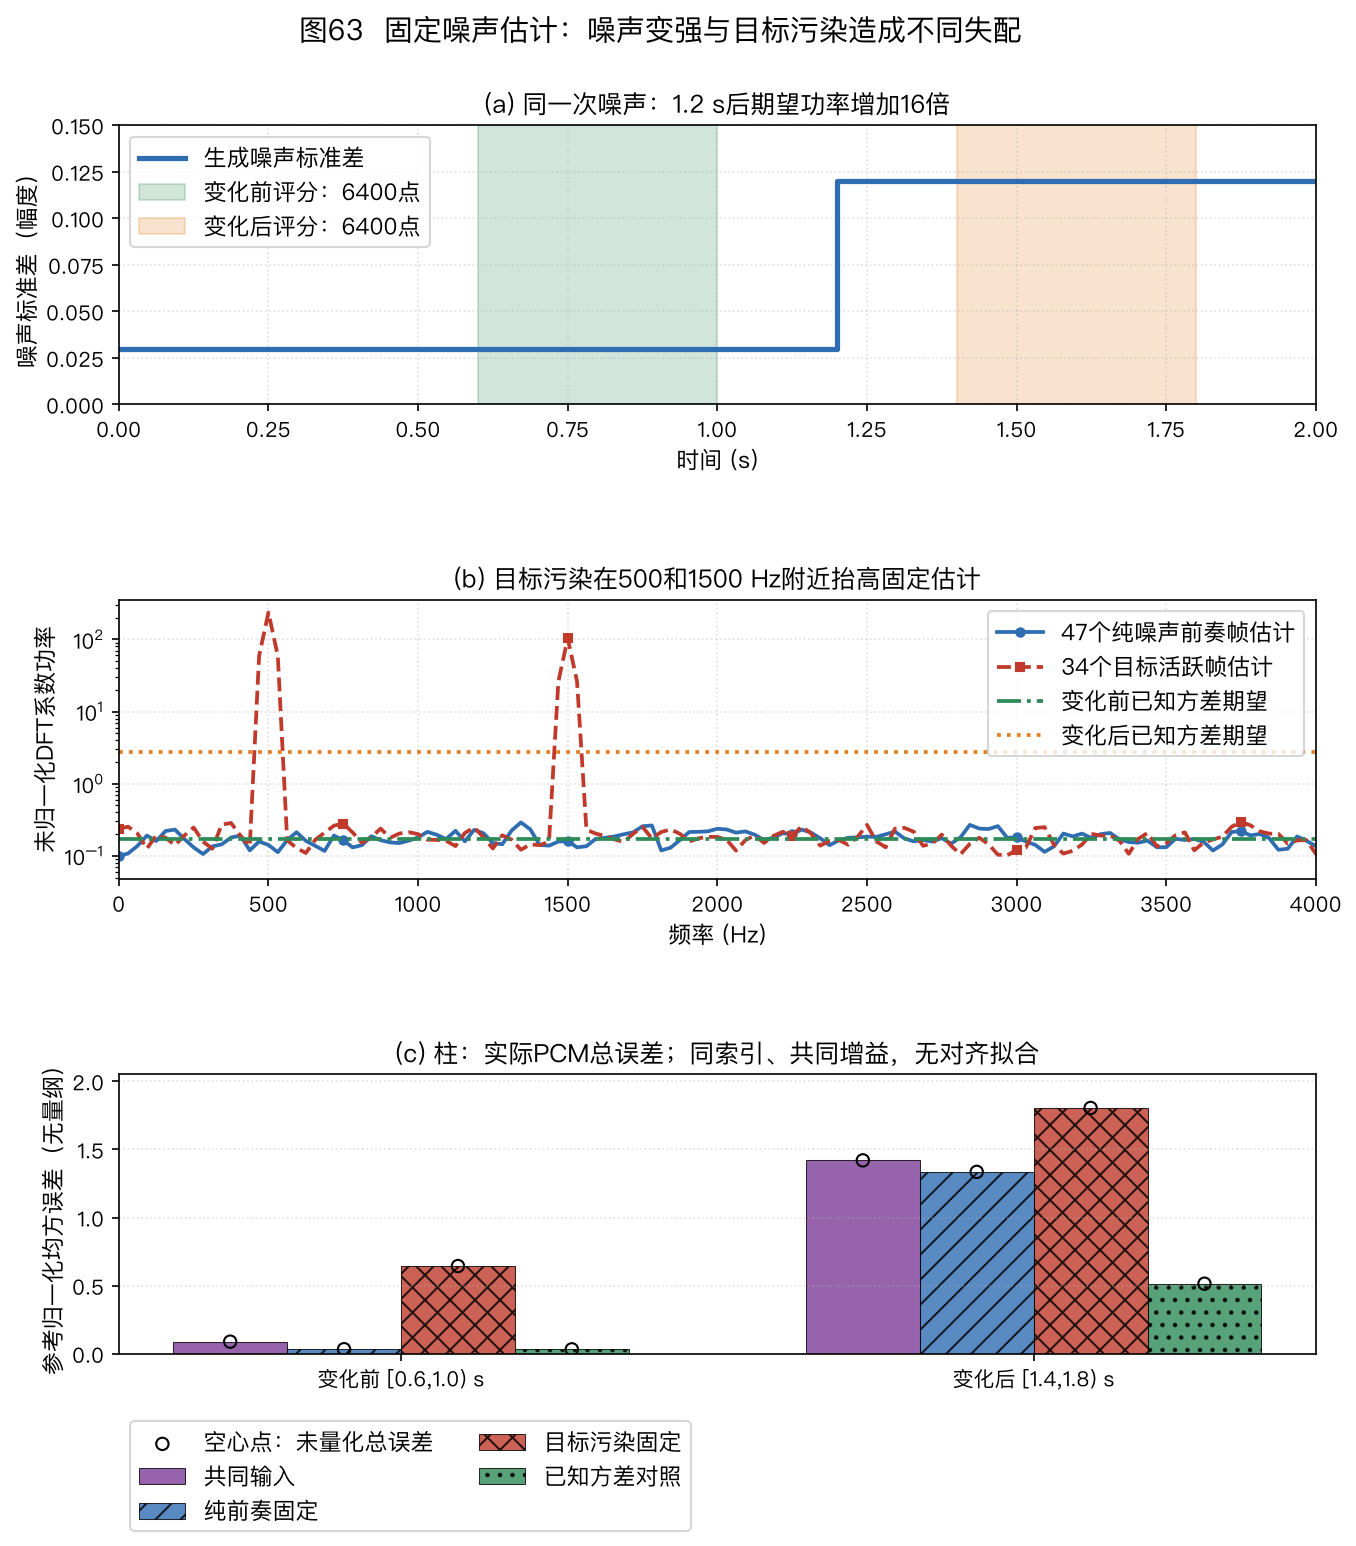 图63 固定噪声估计：噪声变强与目标污染造成不同失配
(a) 同一次噪声：1.2 s后期望功率增加16倍
噪声标准差（幅度）
0.150
0.125
0.100
0.075
0.050
0.025
0.000
生成噪声标准差
变化前评分：6400点
变化后评分：6400点
0.00 0.25 0.50 0.75 1.00 1.25 1.50 1.75 2.00
时间 (s)
(b) 目标污染在500和1500 Hz附近抬高固定估计
未归一化DFT系数功率
10²
10¹
10⁰
10⁻¹
47个纯噪声前奏帧估计
34个目标活跃帧估计
变化前已知方差期望
变化后已知方差期望
0 500 1000 1500 2000 2500 3000 3500 4000
频率 (Hz)
(c) 柱：实际PCM总误差；同索引、共同增益，无对齐拟合
参考归一化均方误差（无量纲）
2.0
1.5
1.0
0.5
0.0
变化前 [0.6,1.0) s 变化后 [1.4,1.8) s
空心点：未量化总误差
共同输入
纯前奏固定
目标污染固定
已知方差对照